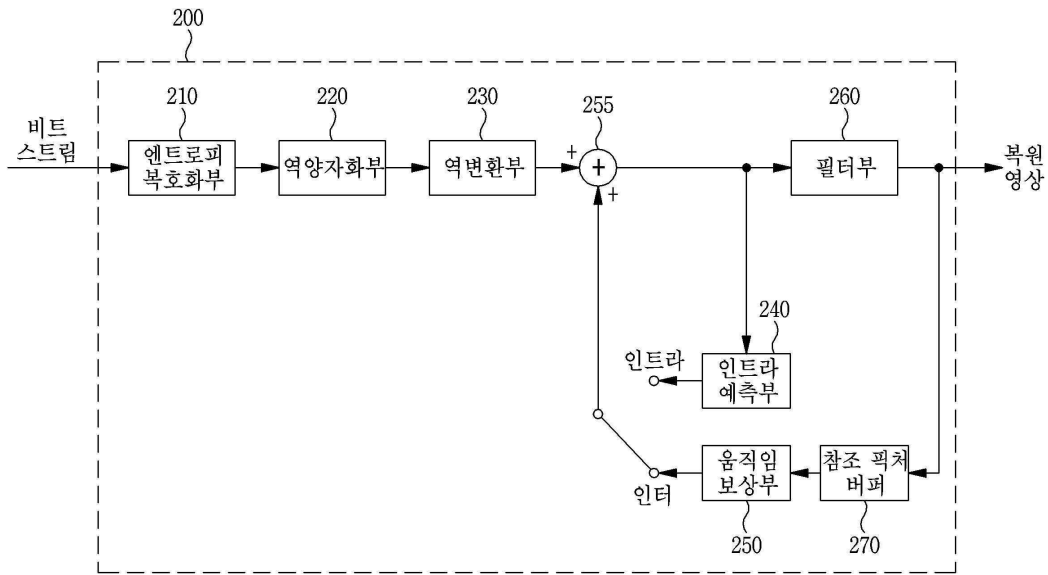 200
210
220
230
255
260
비트
스트림
엔트로피
복호화부
역양자화부
역변환부
+
+
+
필터부
복원
영상
240
인트라
인트라
예측부
움직임
보상부
참조 픽처
버퍼
인터
250
270